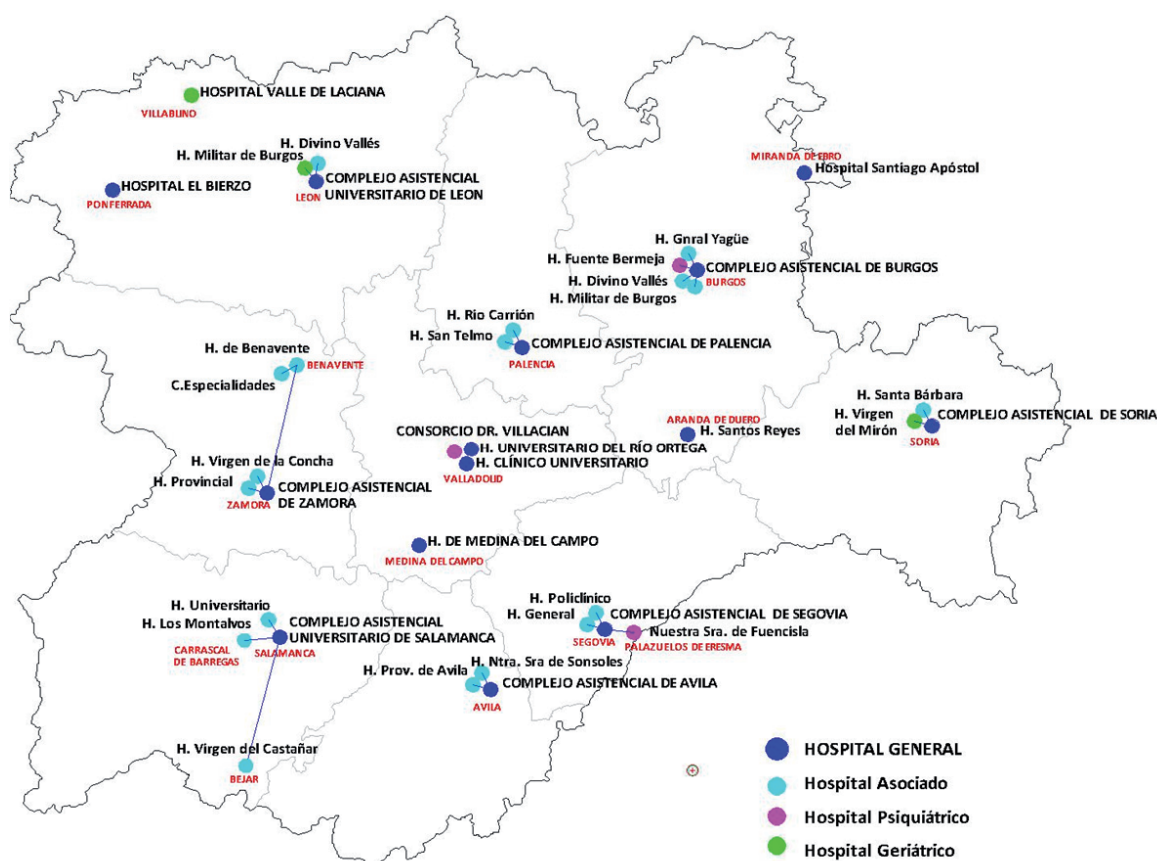 HOSPITAL VALLE DE LACIANA
VILLABLINO
H. Divino Vallés
H. Militar de Burgos
COMPLEJO ASISTENCIAL
UNIVERSITARIO DE LEON
LEON
HOSPITAL EL BIERZO
PONFERRADA
MIRANDA DE EBRO
Hospital Santiago Apóstol
H. Gnral Yagüe
H. Fuente Bermeja
COMPLEJO ASISTENCIAL DE BURGOS
H. Divino Vallés
BURGOS
H. Militar de Burgos
H. Rio Carrión
H. San Telmo
COMPLEJO ASISTENCIAL DE PALENCIA
PALENCIA
H. de Benavente
BENAVENTE
C.Especialidades
H. Santa Bárbara
H. Virgen
del Mirón
COMPLEJO ASISTENCIAL DE SORIA
SORIA
ARANDA DE DUERO
H. Santos Reyes
CONSORCIO DR. VILLACIAN
H. UNIVERSITARIO DEL RÍO ORTEGA
H. CLÍNICO UNIVERSITARIO
VALLADOLID
H. Virgen de la Concha
H. Provincial
COMPLEJO ASISTENCIAL
DE ZAMORA
ZAMORA
H. DE MEDINA DEL CAMPO
MEDINA DEL CAMPO
H. Universitario
H. Los Montalvos
COMPLEJO ASISTENCIAL
UNIVERSITARIO DE SALAMANCA
CARRASCAL
DE BARREGAS
SALAMANCA
H. Policlínico
H. General
COMPLEJO ASISTENCIAL DE SEGOVIA
SEGOVIA
Nuestra Sra. de Fuencisla
PALAZUELOS DE ERESMA
H. Ntra. Sra de Sonsoles
H. Prov. de Avila
COMPLEJO ASISTENCIAL DE AVILA
AVILA
H. Virgen del Castañar
BEJAR
HOSPITAL GENERAL
Hospital Asociado
Hospital Psiquiátrico
Hospital Geriátrico